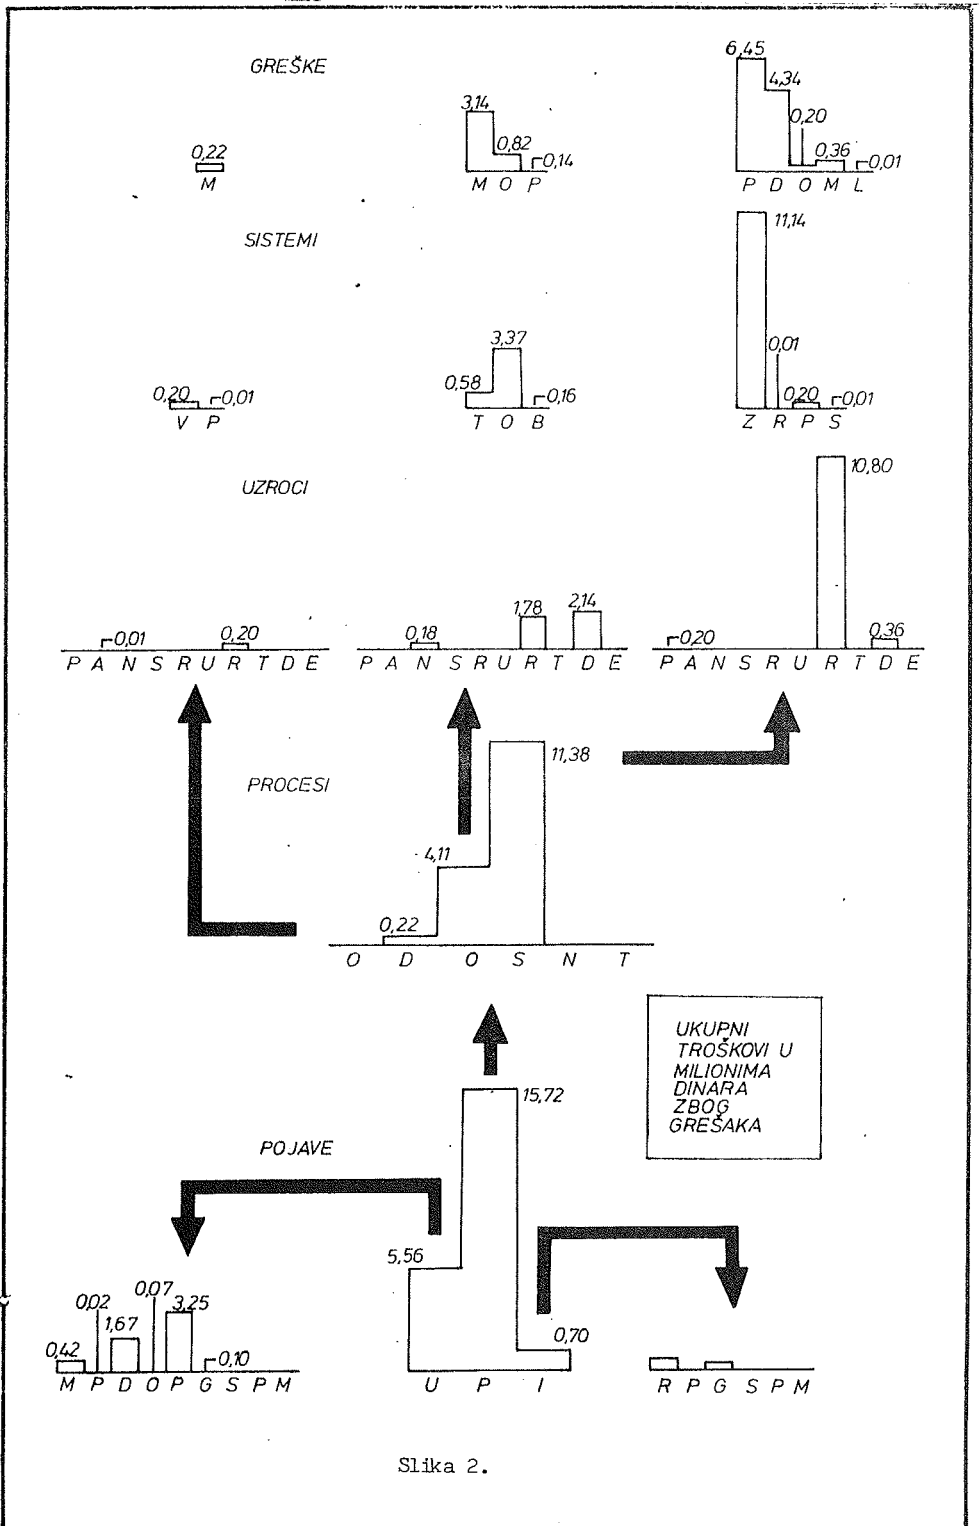 GREŠKE
0,22
M
3,14
0,82
0,14
M O P
6,45
4,34
0,20
0,36
0,01
P D O M L
SISTEMI
0,20
0,01
V P
0,58
3,37
0,16
T O B
11,14
0,01
0,20
0,01
Z R P S
UZROCI
0,01
0,20
P A N S R U R T D E
0,18
1,78
2,14
P A N S R U R T D E
0,20
10,80
0,36
P A N S R U R T D E
PROCESI
0,22
4,11
11,38
O D O S N T
UKUPNI
TROŠKOVI U
MILIONIMA
DINARA
ZBOG
GREŠAKA
POJAVE
0,42
0,02
1,67
0,07
3,25
0,10
M P D O P G S P M
5,56
15,72
0,70
U P I
R P G S P M
Slika 2.